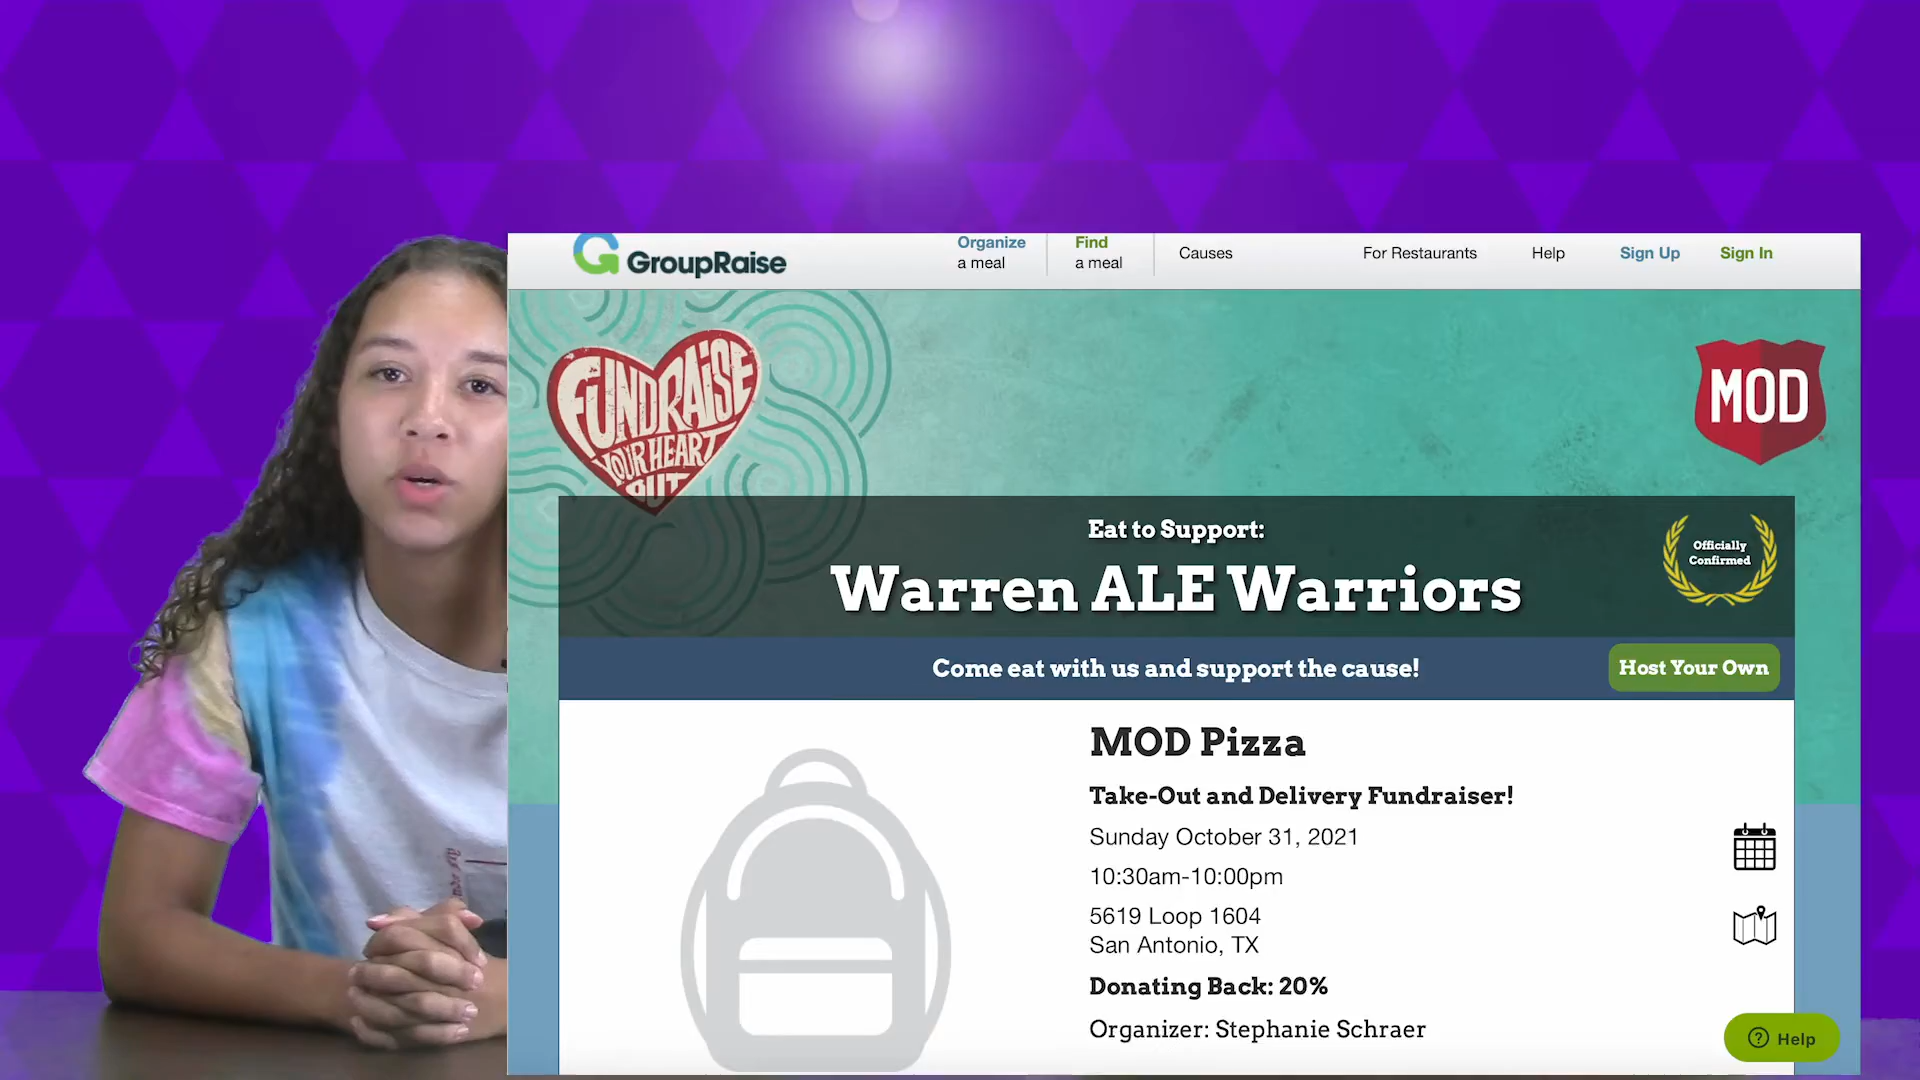 GroupRaise
Organize
a meal
Find
a meal
Causes
For Restaurants
Help
Sign Up
Sign In
FUNDRAISE
YOUR HEART
OUT
MOD
Eat to Support:
Warren ALE Warriors
Officially
Confirmed
Come eat with us and support the cause!
Host Your Own
MOD Pizza
Take-Out and Delivery Fundraiser!
Sunday October 31, 2021
10:30am-10:00pm
5619 Loop 1604
San Antonio, TX
Donating Back: 20%
Organizer: Stephanie Schraer
Help